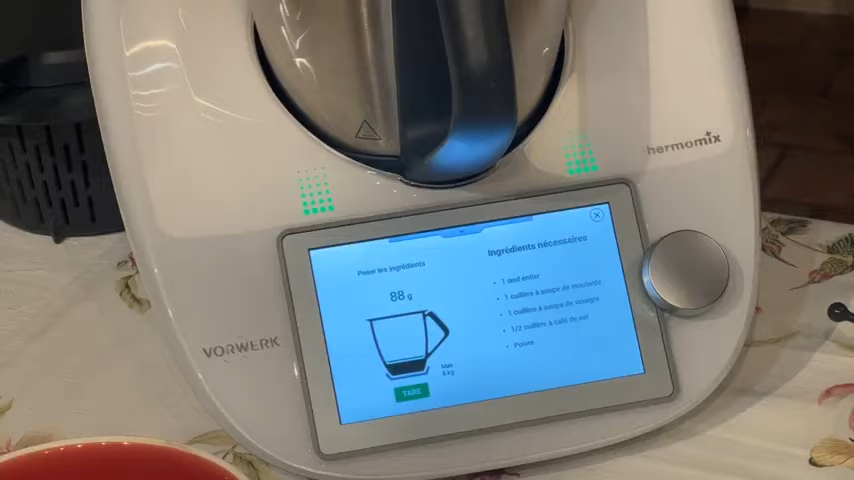 thermomix
Peser les ingrédients
88 g
Max
6 kg
TARE
Ingrédients nécessaires
• 1 œuf entier
• 1 cuillère à soupe de moutarde
• 1 cuillère à soupe de vinaigre
• 1/2 cuillère à café de sel
• Poivre
VORWERK